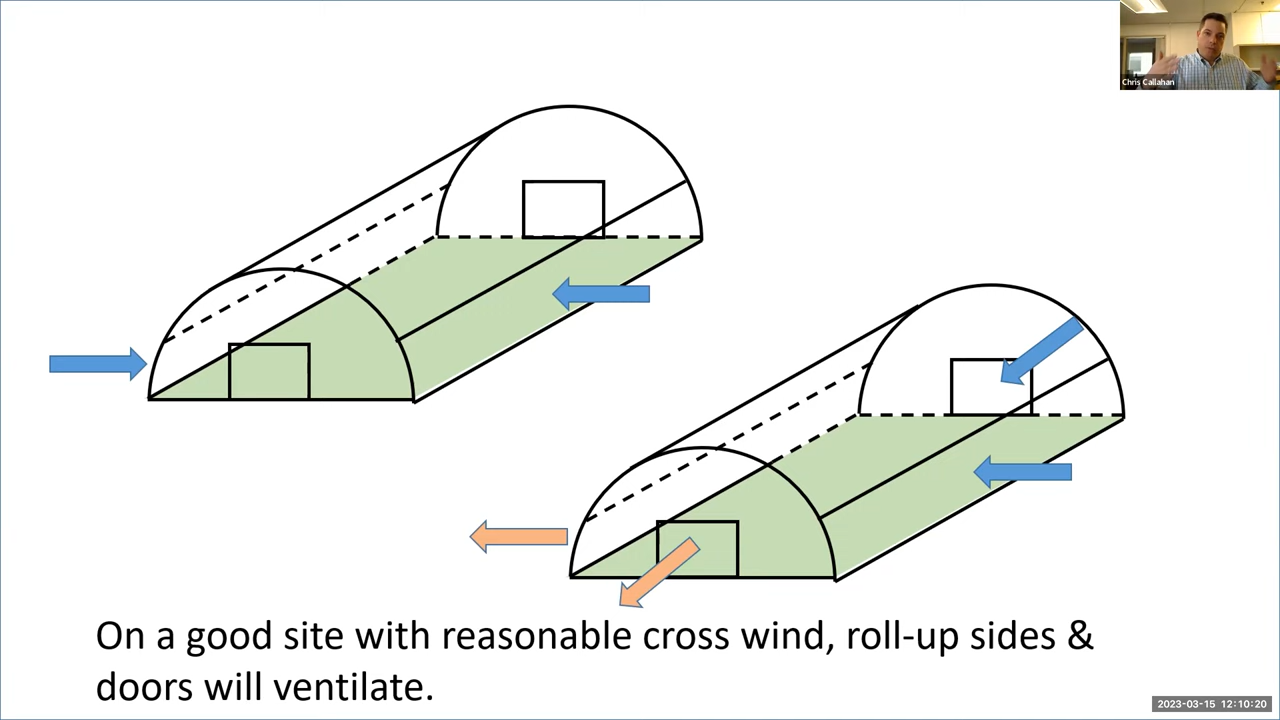 Chris Callahan
On a good site with reasonable cross wind, roll-up sides &
doors will ventilate.
2023-03-15 12:10:20